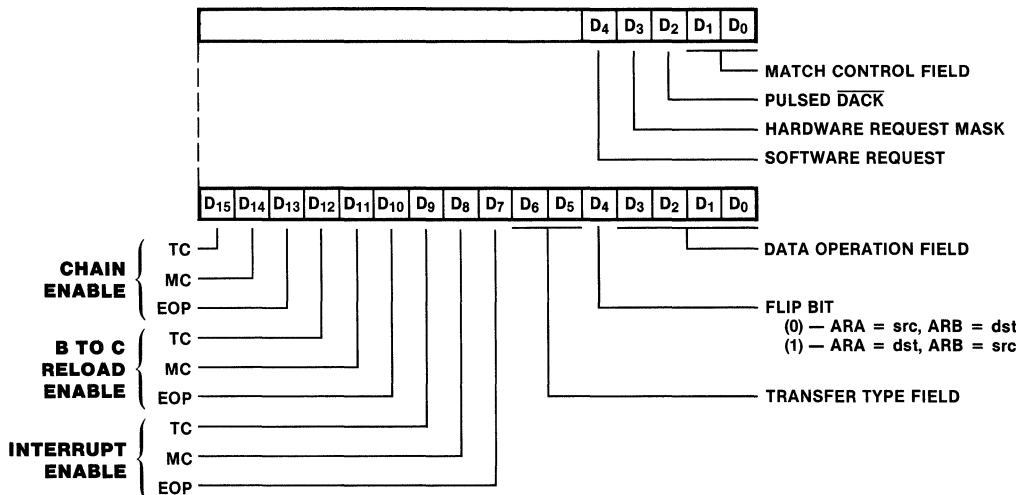 D4 D3 D2 D1 D0
MATCH CONTROL FIELD
PULSED DACK
HARDWARE REQUEST MASK
SOFTWARE REQUEST
D15 D14 D13 D12 D11 D10 D9 D8 D7 D6 D5 D4 D3 D2 D1 D0
CHAIN
ENABLE
TC
MC
EOP
B TO C
RELOAD
ENABLE
TC
MC
EOP
INTERRUPT
ENABLE
TC
MC
EOP
DATA OPERATION FIELD
FLIP BIT
(0) — ARA = src, ARB = dst
(1) — ARA = dst, ARB = src
TRANSFER TYPE FIELD